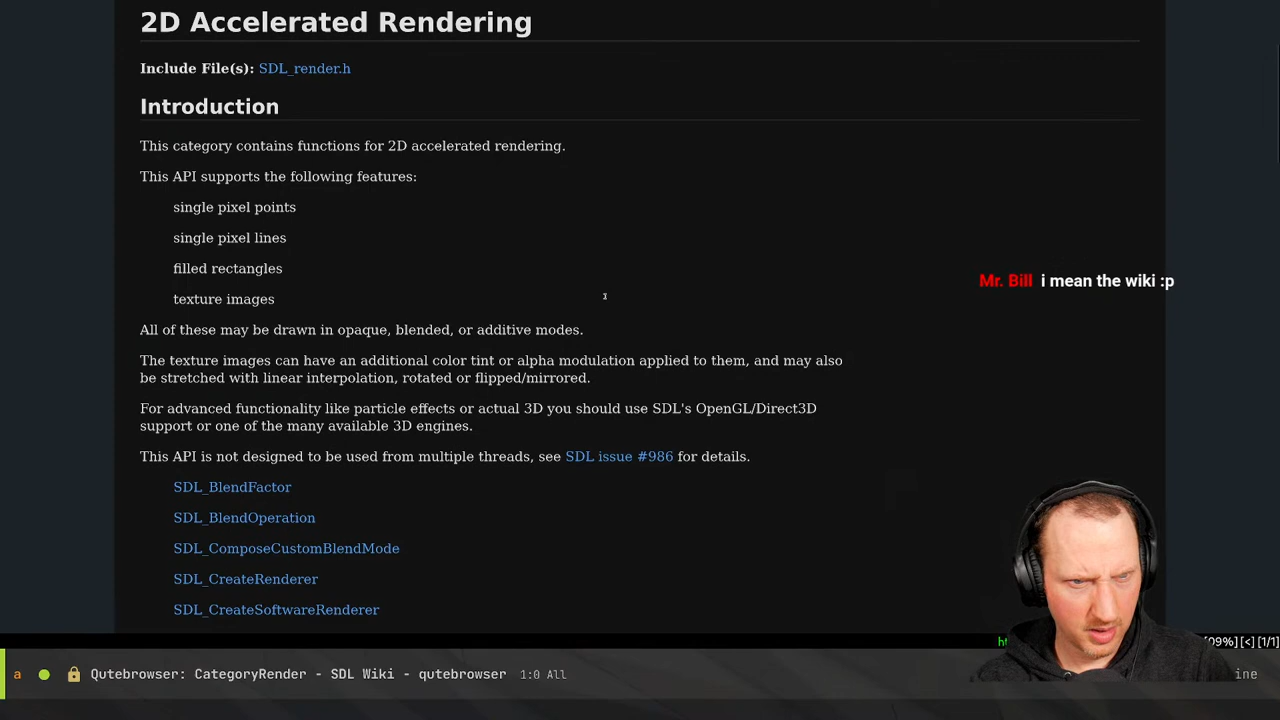 2D Accelerated Rendering
Include File(s): SDL_render.h
Introduction
This category contains functions for 2D accelerated rendering.
This API supports the following features:
single pixel points
single pixel lines
filled rectangles
texture images
All of these may be drawn in opaque, blended, or additive modes.
The texture images can have an additional color tint or alpha modulation applied to them, and may also
be stretched with linear interpolation, rotated or flipped/mirrored.
For advanced functionality like particle effects or actual 3D you should use SDL's OpenGL/Direct3D
support or one of the many available 3D engines.
This API is not designed to be used from multiple threads, see SDL issue #986 for details.
SDL_BlendFactor
SDL_BlendOperation
SDL_ComposeCustomBlendMode
SDL_CreateRenderer
SDL_CreateSoftwareRenderer
Mr. Bill i mean the wiki :p
[09%] [<] [1/1]
a Qutebrowser: CategoryRender - SDL Wiki - qutebrowser 1:0 All